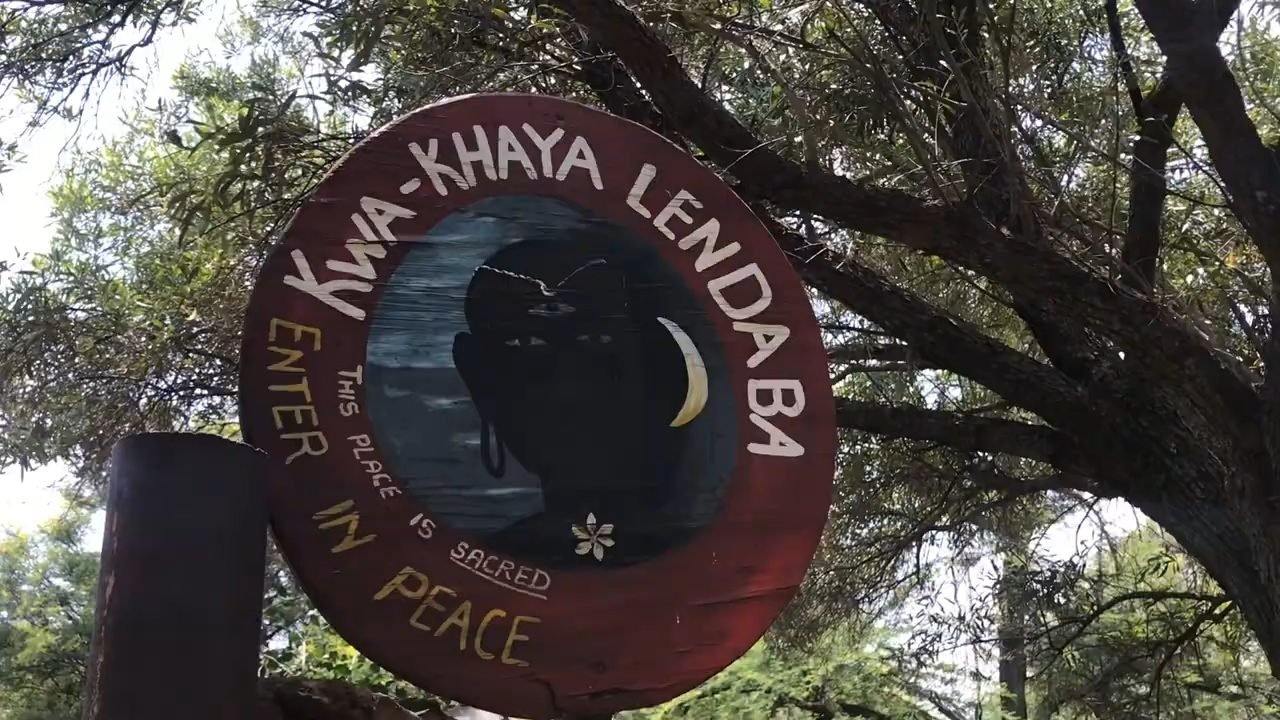 KWA-KHAYA LENDABA
THIS PLACE IS SACRED
ENTER IN PEACE